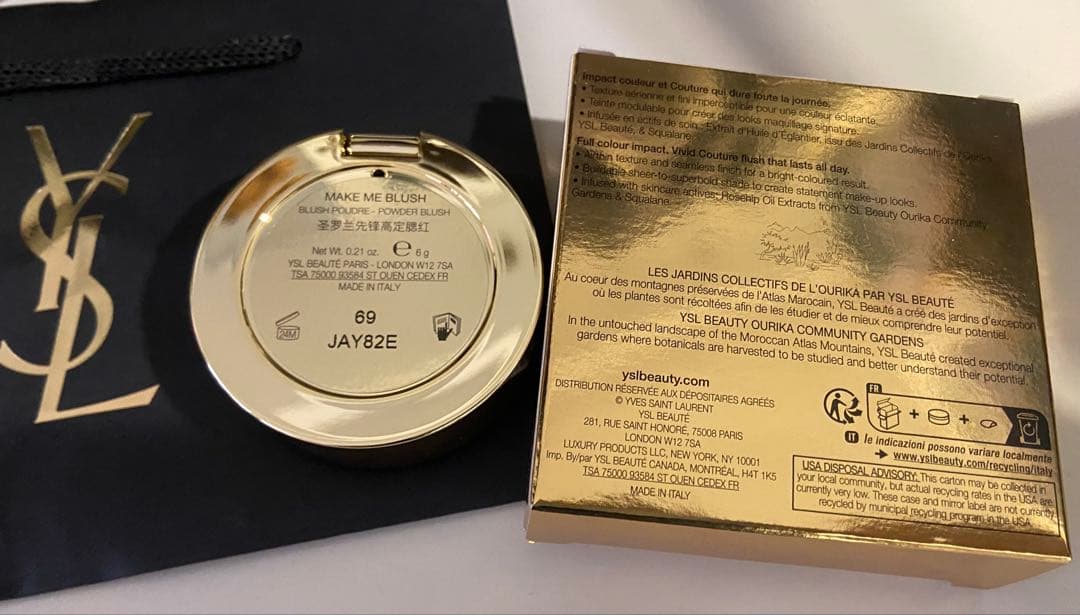 YSL
MAKE ME BLUSH
BLUSH POUDRE - POWDER BLUSH
圣罗兰先锋高定腮红
Net Wt. 0.21 oz. ℮ 6 g
YSL BEAUTÉ PARIS - LONDON W12 7SA
TSA 75000 93584 ST OUEN CEDEX FR
MADE IN ITALY
24M
69
JAY82E
Impact couleur et Couture qui dure toute la journée.
• Texture aérienne et fini imperceptible pour une couleur éclatante.
• Teinte modulable pour créer des looks maquillage signature.
• Infusée en actifs de soin : Extrait d'Huile d'Églantier, issu des Jardins Collectifs de l'Ourika
YSL Beauté, & Squalane.
Full colour impact. Vivid Couture flush that lasts all day.
• Airthin texture and seamless finish for a bright-coloured result.
• Buildable sheer-to-superbold shade to create statement make-up looks.
• Infused with skincare actives: Rosehip Oil Extracts from YSL Beauty Ourika Community
Gardens & Squalane.
LES JARDINS COLLECTIFS DE L'OURIKA PAR YSL BEAUTÉ
Au coeur des montagnes préservées de l'Atlas Marocain, YSL Beauté a créé des jardins d'exception
où les plantes sont récoltées afin de les étudier et de mieux comprendre leur potentiel.
YSL BEAUTY OURIKA COMMUNITY GARDENS
In the untouched landscape of the Moroccan Atlas Mountains, YSL Beauté created exceptional
gardens where botanicals are harvested to be studied and better understand their potential.
yslbeauty.com
DISTRIBUTION RÉSERVÉE AUX DÉPOSITAIRES AGRÉÉS
© YVES SAINT LAURENT
YSL BEAUTÉ
281, RUE SAINT HONORÉ, 75008 PARIS
LONDON W12 7SA
LUXURY PRODUCTS LLC, NEW YORK, NY 10001
Imp. By/par YSL BEAUTÉ CANADA, MONTRÉAL, H4T 1K5
TSA 75000 93584 ST OUEN CEDEX FR
MADE IN ITALY
FR
+ +
IT le indicazioni possono variare localmente
➔ www.yslbeauty.com/recycling/italy
USA DISPOSAL ADVISORY: This carton may be collected in
your local community, but actual recycling rates in the USA are
currently very low. These case and mirror label are not currently
recycled by municipal recycling program in the USA.